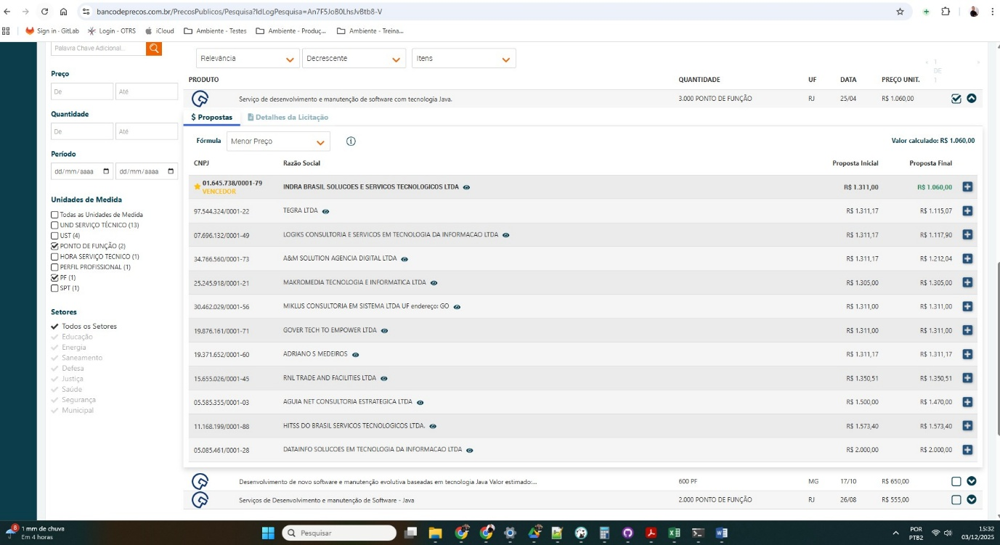 bancodeprecos.com.br/PrecosPublicos/Pesquisa?IdLogPesquisa=An7F5JoB0LhsJvBtb8-V
Sign in · GitLab Login - OTRS iCloud Ambiente - Testes Ambiente - Produç... Ambiente - Treina...
Palavra Chave Adicional...
Relevância Decrescente Itens
1
DE
1
Preço
De Até
Quantidade
De Até
Período
dd/mm/aaaa dd/mm/aaaa
Unidades de Medida
Todas as Unidades de Medida
UND SERVIÇO TÉCNICO (13)
UST (4)
PONTO DE FUNÇÃO (2)
HORA SERVIÇO TECNICO (1)
PERFIL PROFISSIONAL (1)
PF (1)
SPT (1)
Setores
Todos os Setores
Educação
Energia
Saneamento
Defesa
Justiça
Saúde
Segurança
Municipal
PRODUTO QUANTIDADE UF DATA PREÇO UNIT.
Serviço de desenvolvimento e manutenção de software com tecnologia Java. 3.000 PONTO DE FUNÇÃO RJ 25/04 R$ 1.060,00
$ Propostas Detalhes da Licitação
Fórmula Menor Preço Valor calculado: R$ 1.060,00
CNPJ Razão Social Proposta Inicial Proposta Final
01.645.738/0001-79 INDRA BRASIL SOLUCOES E SERVICOS TECNOLOGICOS LTDA R$ 1.311,00 R$ 1.060,00
VENCEDOR
97.544.324/0001-22 TEGRA LTDA R$ 1.311,17 R$ 1.115,07
07.696.132/0001-49 LOGIKS CONSULTORIA E SERVICOS EM TECNOLOGIA DA INFORMACAO LTDA R$ 1.311,17 R$ 1.117,90
34.766.560/0001-73 A&M SOLUTION AGENCIA DIGITAL LTDA R$ 1.311,17 R$ 1.212,04
25.245.918/0001-21 MAKROMEDIA TECNOLOGIA E INFORMATICA LTDA R$ 1.305,00 R$ 1.305,00
30.462.029/0001-56 MIKLUS CONSULTORIA EM SISTEMA LTDA UF endereço: GO R$ 1.311,00 R$ 1.311,00
19.876.161/0001-71 GOVER TECH TO EMPOWER LTDA R$ 1.311,00 R$ 1.311,00
19.371.652/0001-60 ADRIANO S MEDEIROS R$ 1.311,17 R$ 1.311,17
15.655.026/0001-45 RNL TRADE AND FACILITIES LTDA R$ 1.350,51 R$ 1.350,51
05.585.355/0001-03 AGUIA NET CONSULTORIA ESTRATEGICA LTDA R$ 1.500,00 R$ 1.470,00
11.168.199/0001-88 HITSS DO BRASIL SERVICOS TECNOLOGICOS LTDA. R$ 1.573,40 R$ 1.573,40
05.085.461/0001-28 DATAINFO SOLUCOES EM TECNOLOGIA DA INFORMACAO LTDA R$ 2.000,00 R$ 2.000,00
Desenvolvimento de novo software e manutenção evolutiva baseadas em tecnologia Java Valor estimado:... 600 PF MG 17/10 R$ 650,00
Serviços de Desenvolvimento e manutenção de Software - Java 2.000 PONTO DE FUNÇÃO RJ 26/08 R$ 555,00
8
1 mm de chuva
Em 4 horas
Pesquisar
POR
PTB2
15:32
03/12/2025